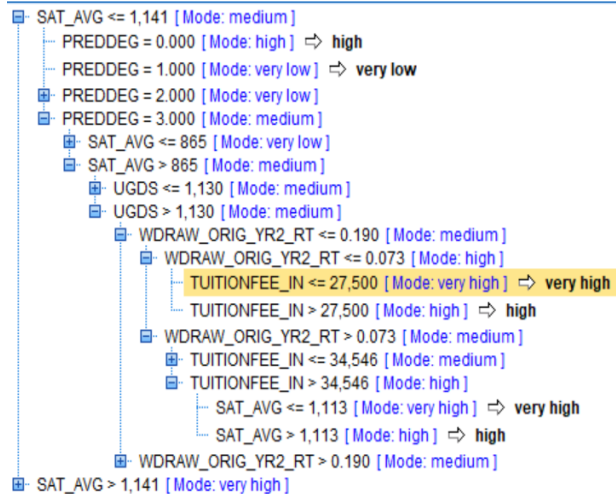 SAT_AVG <= 1,141 [ Mode: medium ]
PREDDEG = 0.000 [ Mode: high ] ⇨ high
PREDDEG = 1.000 [ Mode: very low ] ⇨ very low
PREDDEG = 2.000 [ Mode: very low ]
PREDDEG = 3.000 [ Mode: medium ]
SAT_AVG <= 865 [ Mode: very low ]
SAT_AVG > 865 [ Mode: medium ]
UGDS <= 1,130 [ Mode: medium ]
UGDS > 1,130 [ Mode: medium ]
WDRAW_ORIG_YR2_RT <= 0.190 [ Mode: medium ]
WDRAW_ORIG_YR2_RT <= 0.073 [ Mode: high ]
TUITIONFEE_IN <= 27,500 [ Mode: very high ] ⇨ very high
TUITIONFEE_IN > 27,500 [ Mode: high ] ⇨ high
WDRAW_ORIG_YR2_RT > 0.073 [ Mode: medium ]
TUITIONFEE_IN <= 34,546 [ Mode: medium ]
TUITIONFEE_IN > 34,546 [ Mode: high ]
SAT_AVG <= 1,113 [ Mode: very high ] ⇨ very high
SAT_AVG > 1,113 [ Mode: high ] ⇨ high
WDRAW_ORIG_YR2_RT > 0.190 [ Mode: medium ]
SAT_AVG > 1,141 [ Mode: very high ]